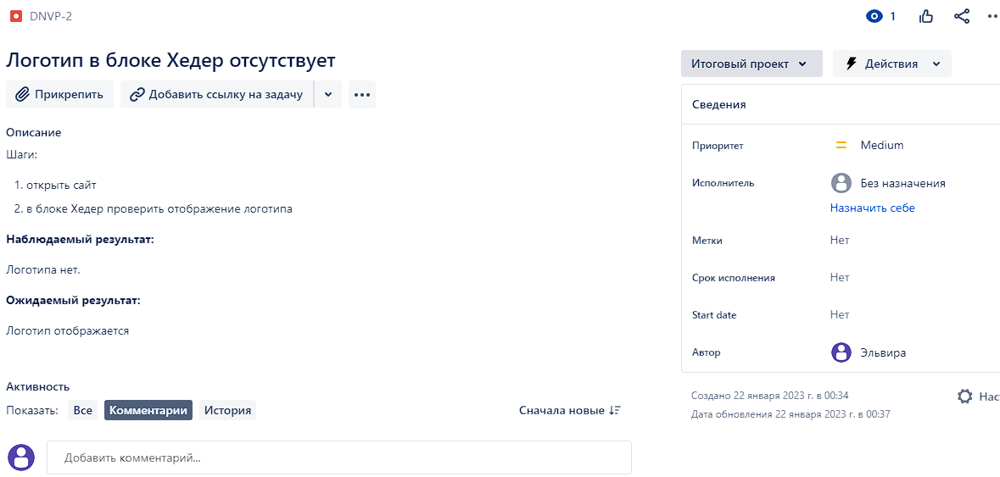 DNVP-2
1
Логотип в блоке Хедер отсутствует
Прикрепить
Добавить ссылку на задачу
Описание
Шаги:
1. открыть сайт
2. в блоке Хедер проверить отображение логотипа
Наблюдаемый результат:
Логотипа нет.
Ожидаемый результат:
Логотип отображается
Активность
Показать: Все Комментарии История
Сначала новые
Добавить комментарий...
Итоговый проект
Действия
Сведения
Приоритет Medium
Исполнитель Без назначения
Назначить себе
Метки Нет
Срок исполнения Нет
Start date Нет
Автор Эльвира
Создано 22 января 2023 г. в 00:34
Дата обновления 22 января 2023 г. в 00:37
Нас